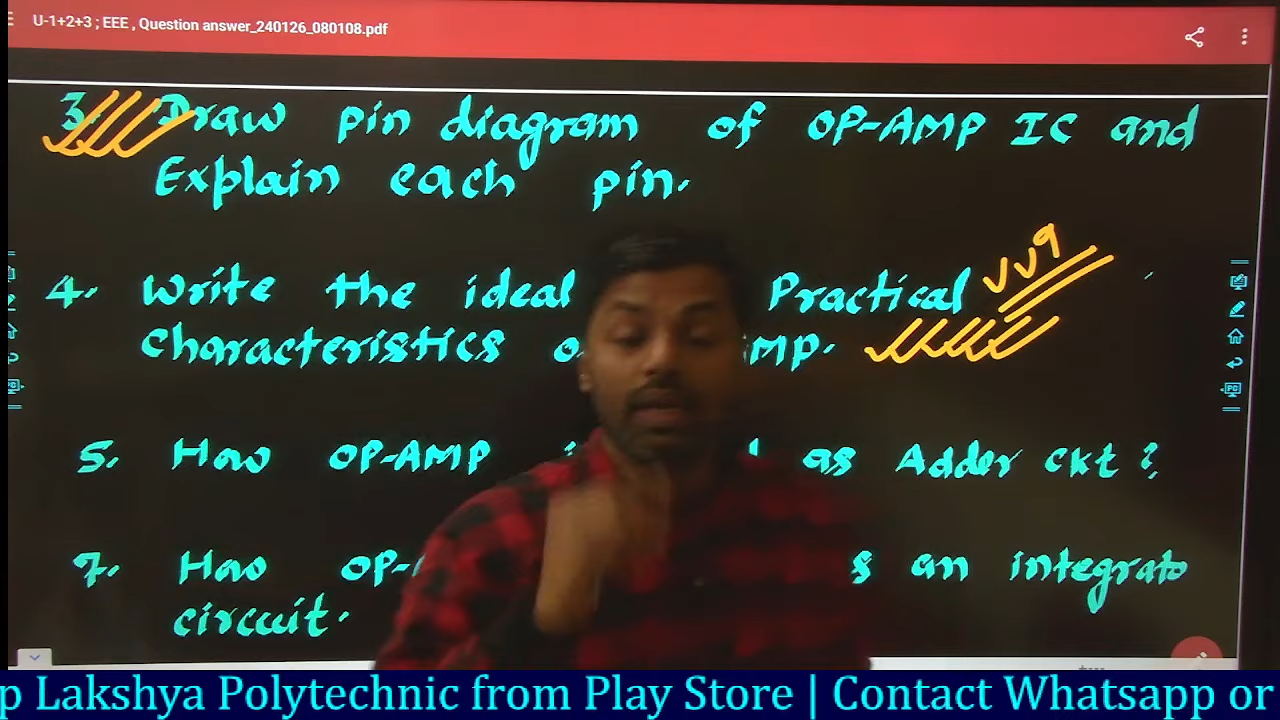 U-1+2+3 ; EEE , Question answer_240126_080108.pdf
3. Draw pin diagram of OP-AMP IC and
Explain each pin.
4. Write the ideal Practical VVI
characteristics o MP.
5. How OP-AMP i d as Adder ckt ?
7. How OP- s an integrato
circuit.
p Lakshya Polytechnic from Play Store | Contact Whatsapp or